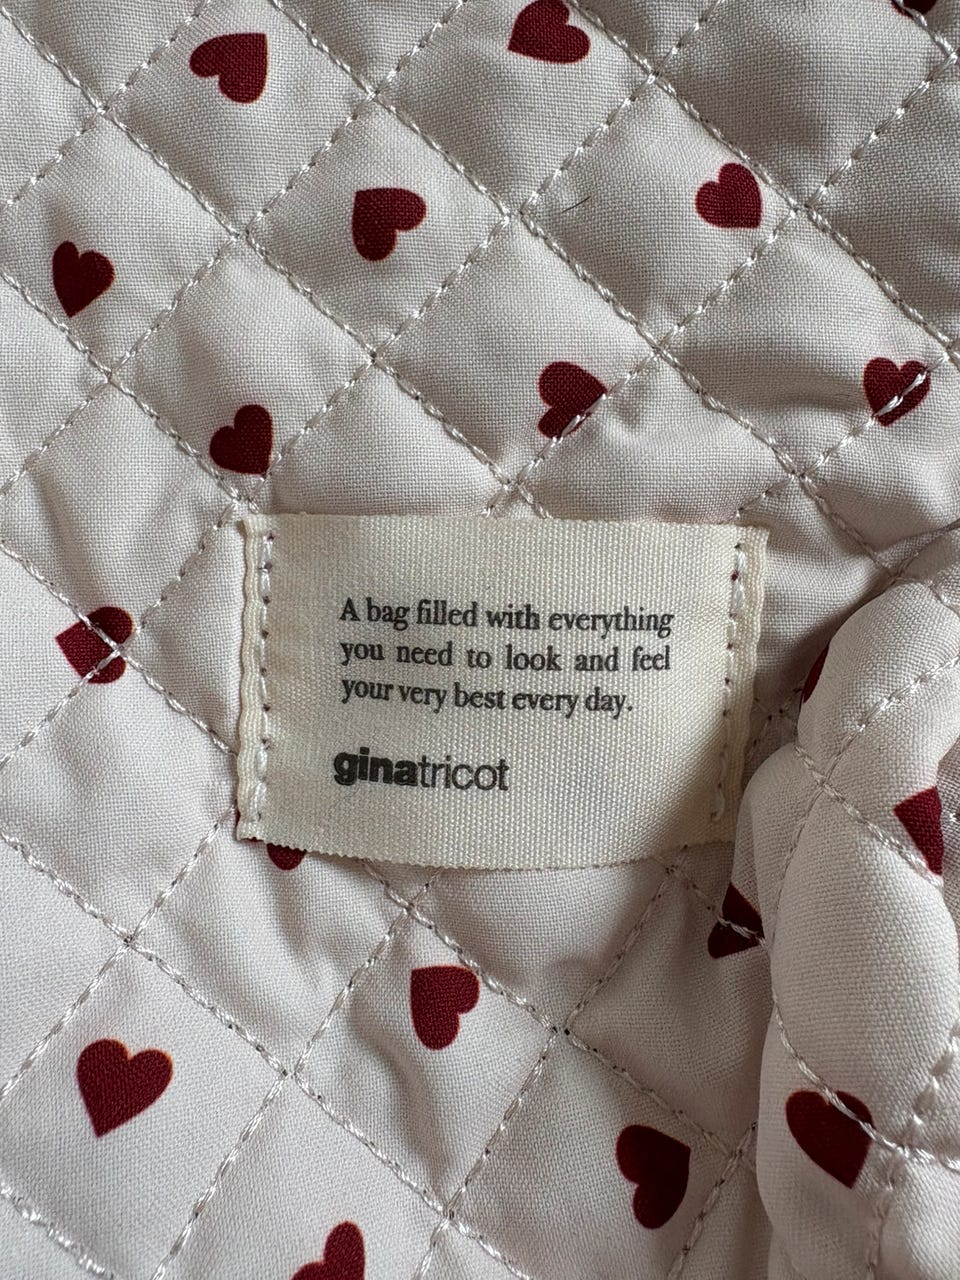 A bag filled with everything
you need to look and feel
your very best every day.
ginatricot